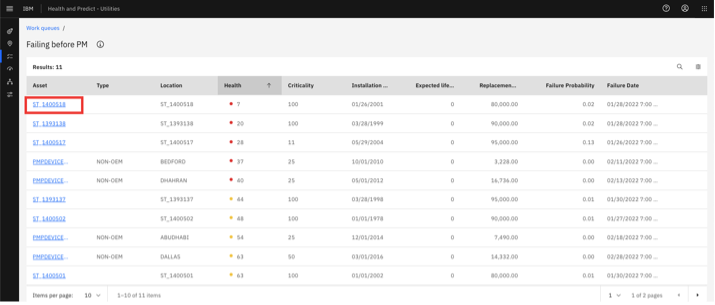 IBM Health and Predict - Utilities
Work queues /
Failing before PM
Results: 11
Asset Type Location Health Criticality Installation ... Expected life... Replacemen... Failure Probability Failure Date
ST_1400518 ST_1400518 7 100 01/26/2001 0 80,000.00 0.02 01/28/2022 7:00 ...
ST_1393138 ST_1393138 20 100 03/28/1999 0 90,000.00 0.02 01/28/2022 7:00 ...
ST_1400517 ST_1400517 28 11 05/29/2004 0 95,000.00 0.13 01/26/2022 7:00 ...
PMPDEVICE... NON-OEM BEDFORD 37 25 10/01/2010 0 3,228.00 0.00 02/11/2022 7:00 ...
PMPDEVICE... NON-OEM DHAHRAN 40 25 05/01/2012 0 16,736.00 0.00 02/13/2022 7:00 ...
ST_1393137 ST_1393137 44 100 03/28/1998 0 95,000.00 0.01 01/30/2022 7:00 ...
ST_1400502 ST_1400502 48 100 01/01/1978 0 90,000.00 0.01 01/27/2022 7:00 ...
PMPDEVICE... NON-OEM ABUDHABI 54 25 12/01/2014 0 7,490.00 0.00 02/18/2022 7:00 ...
PMPDEVICE... NON-OEM DALLAS 63 50 03/01/2016 0 14,332.00 0.00 02/28/2022 7:00 ...
ST_1400501 ST_1400501 63 100 01/01/2002 0 80,000.00 0.01 01/30/2022 7:00 ...
Items per page: 10 1–10 of 11 items 1 1 of 2 pages